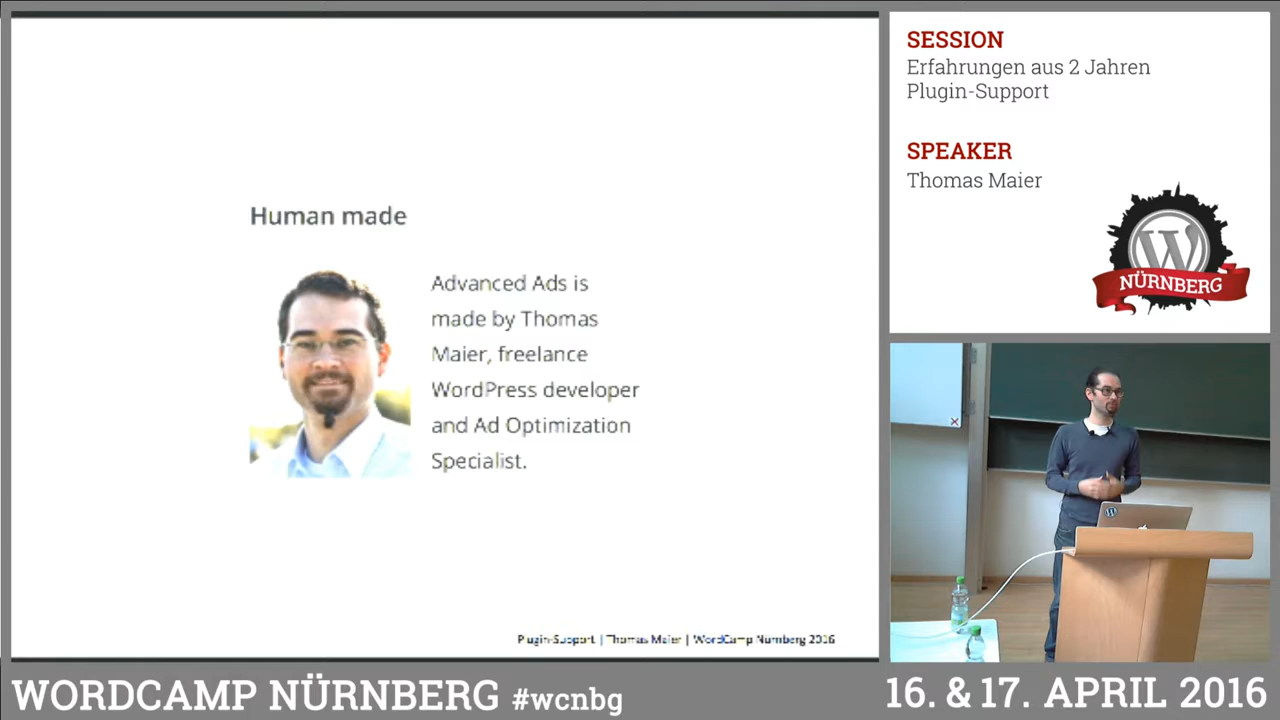 Human made
Advanced Ads is
made by Thomas
Maier, freelance
WordPress developer
and Ad Optimization
Specialist.
Plugin-Support | Thomas Maier | WordCamp Nürnberg 2016
SESSION
Erfahrungen aus 2 Jahren
Plugin-Support
SPEAKER
Thomas Maier
W
NÜRNBERG
WORDCAMP NÜRNBERG #wcnbg
16. & 17. APRIL 2016